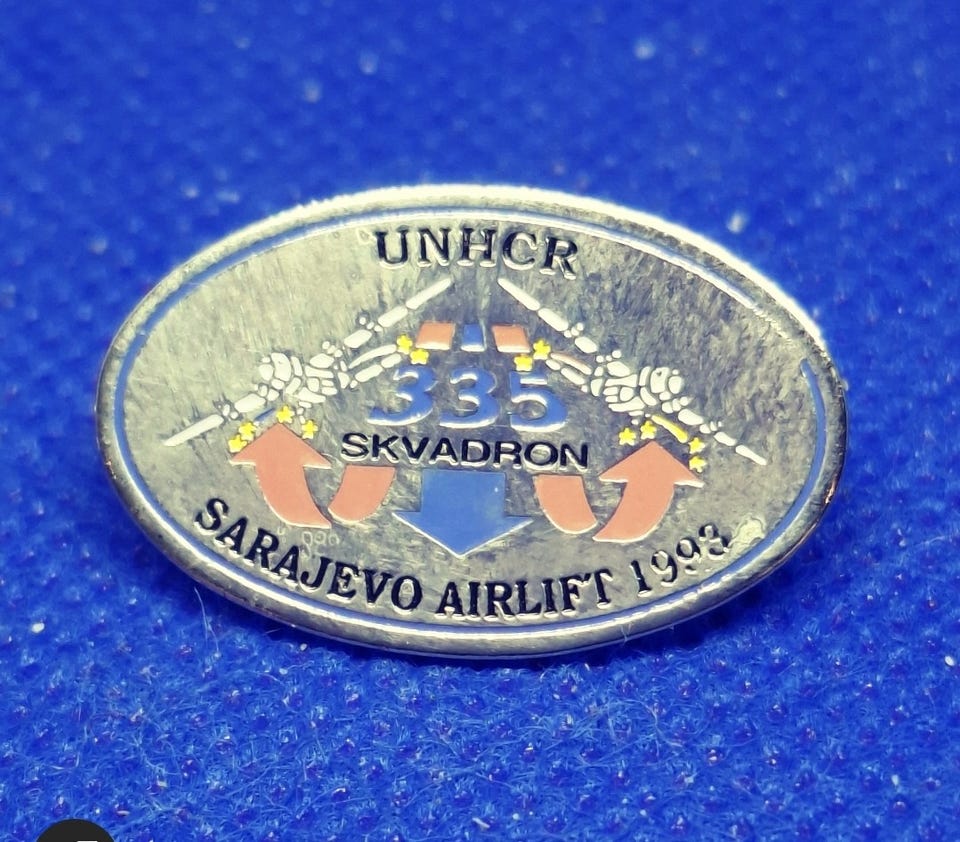 UNHCR
335
SKVADRON
SARAJEVO AIRLIFT 1993